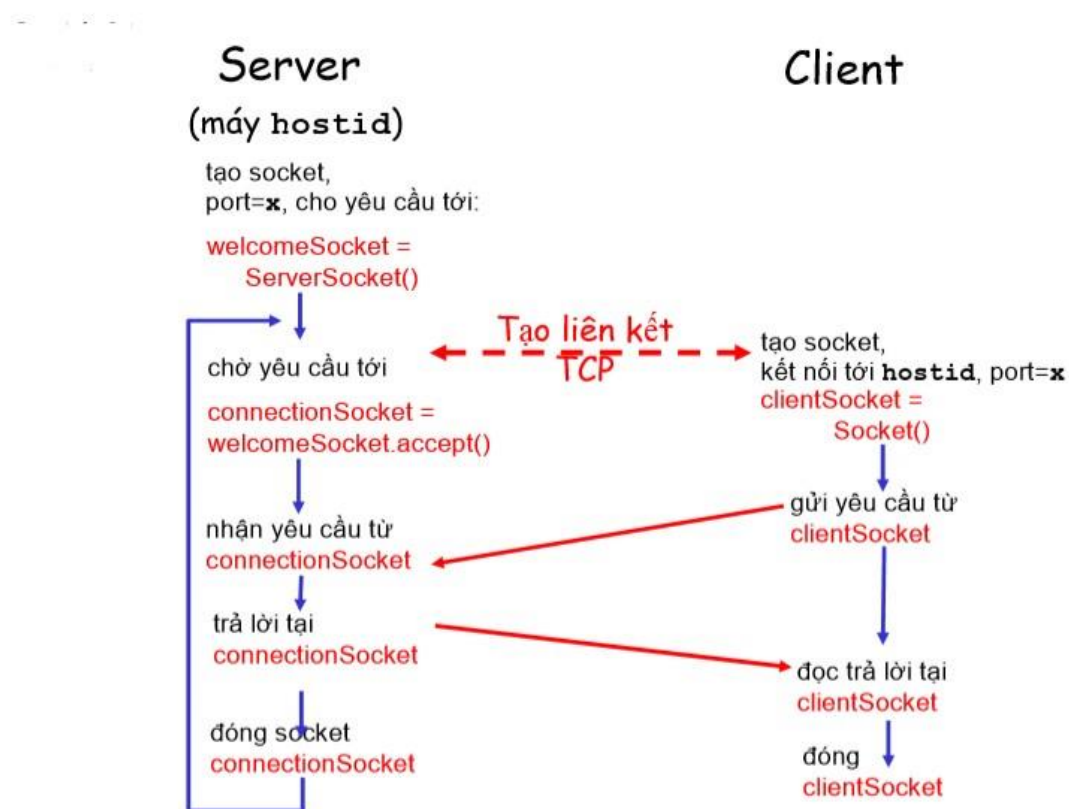 Server
(máy hostid)
tạo socket,
port=x, cho yêu cầu tới:
welcomeSocket =
ServerSocket()
chờ yêu cầu tới
connectionSocket =
welcomeSocket.accept()
nhận yêu cầu từ
connectionSocket
trả lời tại
connectionSocket
đóng socket
connectionSocket
Tạo liên kết
TCP
Client
tạo socket,
kết nối tới hostid, port=x
clientSocket =
Socket()
gửi yêu cầu từ
clientSocket
đọc trả lời tại
clientSocket
đóng
clientSocket